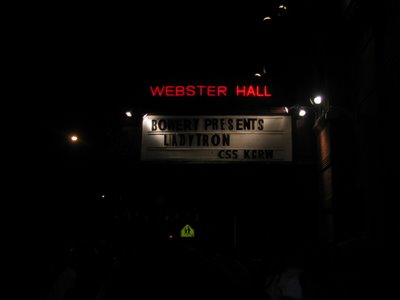 WEBSTER HALL
BOWERY PRESENTS
LADYTRON
CSS KCRW